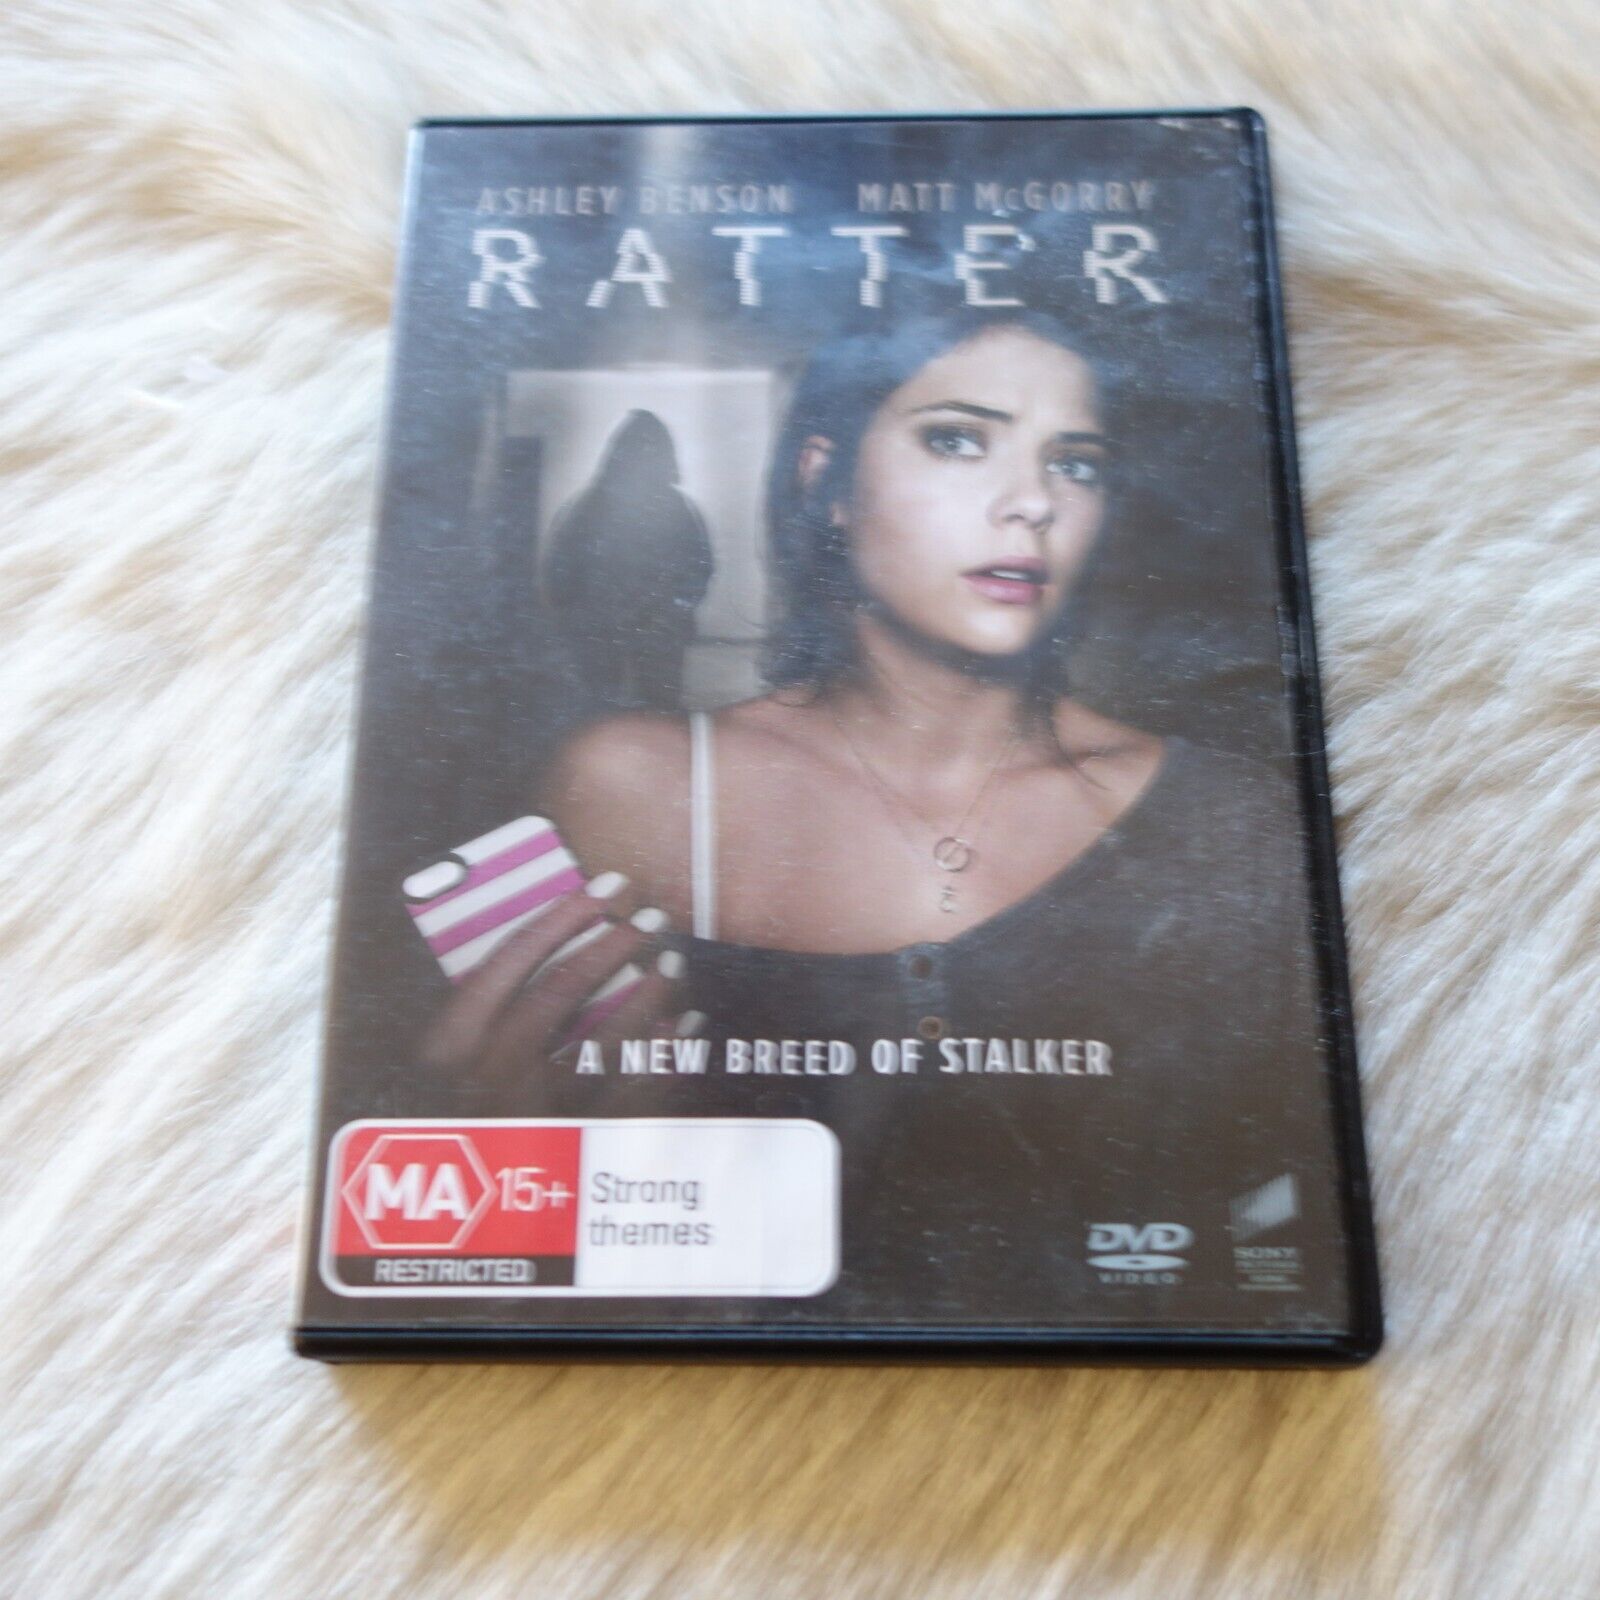 ASHLEY BENSON MATT McGORRY
RATTER
A NEW BREED OF STALKER
MA 15+
RESTRICTED
Strong
themes
DVD
VIDEO
SONY